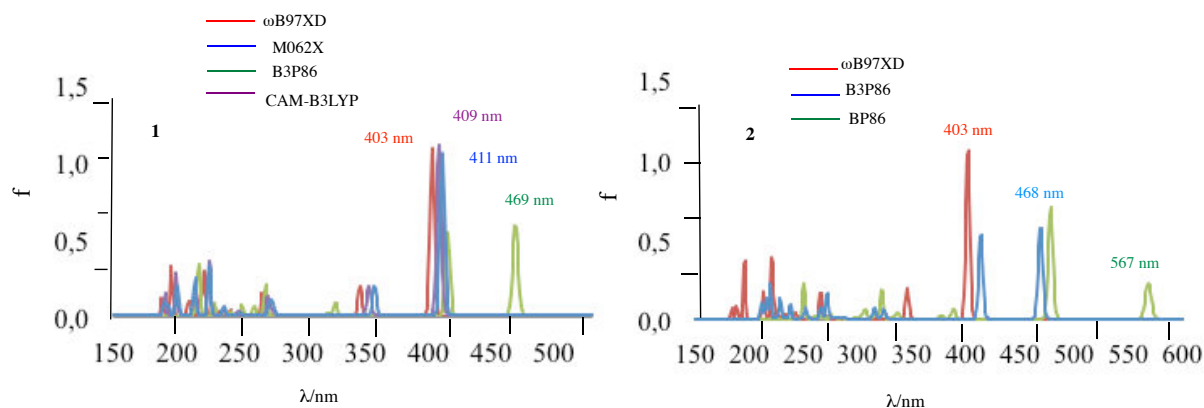 ωB97XD
M062X
B3P86
CAM-B3LYP
1,5
1,0
0,5
0,0
f
1
403 nm
409 nm
411 nm
469 nm
150 200 250 300 350 400 450 500
λ/nm
ωB97XD
B3P86
BP86
1,5
1,0
0,5
0,0
f
2
403 nm
468 nm
567 nm
150 200 250 300 350 400 450 500 550 600
λ/nm